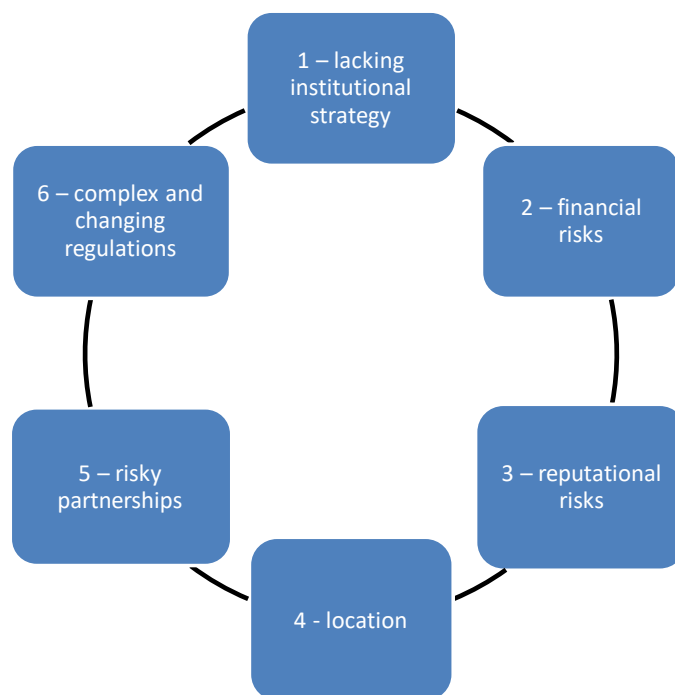 1 – lacking
institutional
strategy
2 – financial
risks
3 – reputational
risks
4 - location
5 – risky
partnerships
6 – complex and
changing
regulations